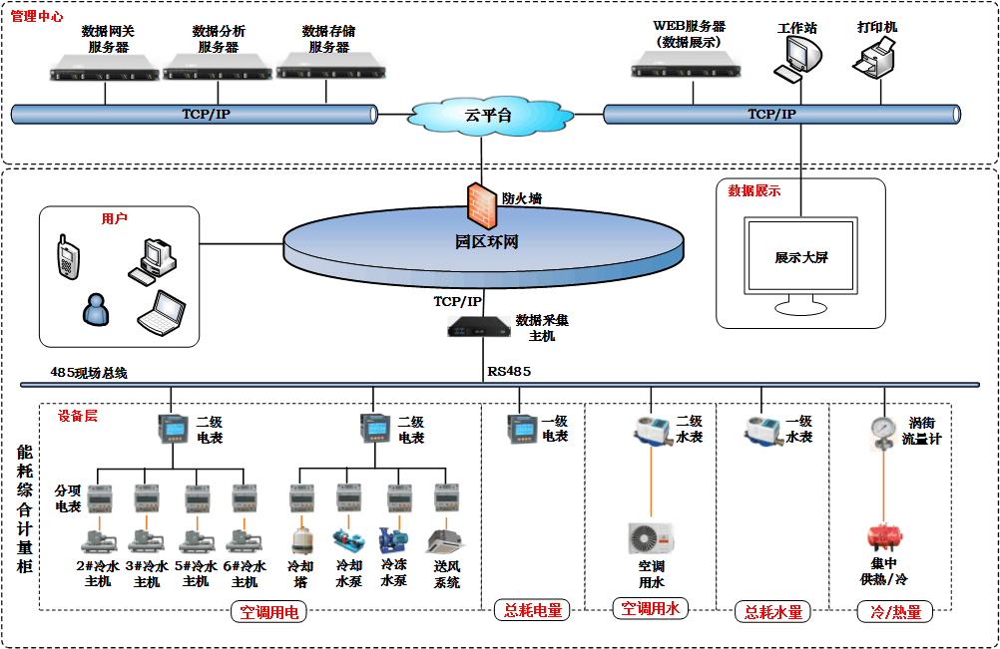 管理中心
数据网关
服务器
数据分析
服务器
数据存储
服务器
WEB服务器
(数据展示)
工作站
打印机
TCP/IP
云平台
TCP/IP
防火墙
数据展示
用户
园区环网
展示大屏
TCP/IP
数据采集
主机
485现场总线
RS485
设备层
二级
电表
二级
电表
一级
电表
二级
水表
一级
水表
涡街
流量计
能耗综合计量柜
分项
电表
2#冷水
主机
3#冷水
主机
5#冷水
主机
6#冷水
主机
冷却
塔
冷却
水泵
冷冻
水泵
送风
系统
空调
用水
集中
供热/冷
空调用电
总耗电量
空调用水
总耗水量
冷/热量